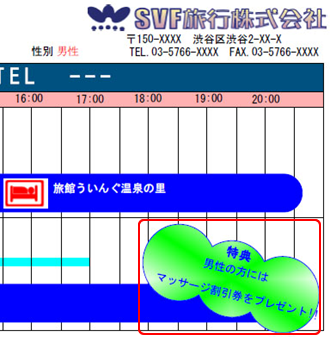 SVF旅行株式会社
〒150-XXXX 渋谷区渋谷2-XX-X
性別 男性 TEL. 03-5766-XXXX FAX. 03-5766-XXXX
TEL ---
16:00 17:00 18:00 19:00 20:00
旅館ういんぐ温泉の里
特典
男性の方には
マッサージ割引券をプレゼント!!